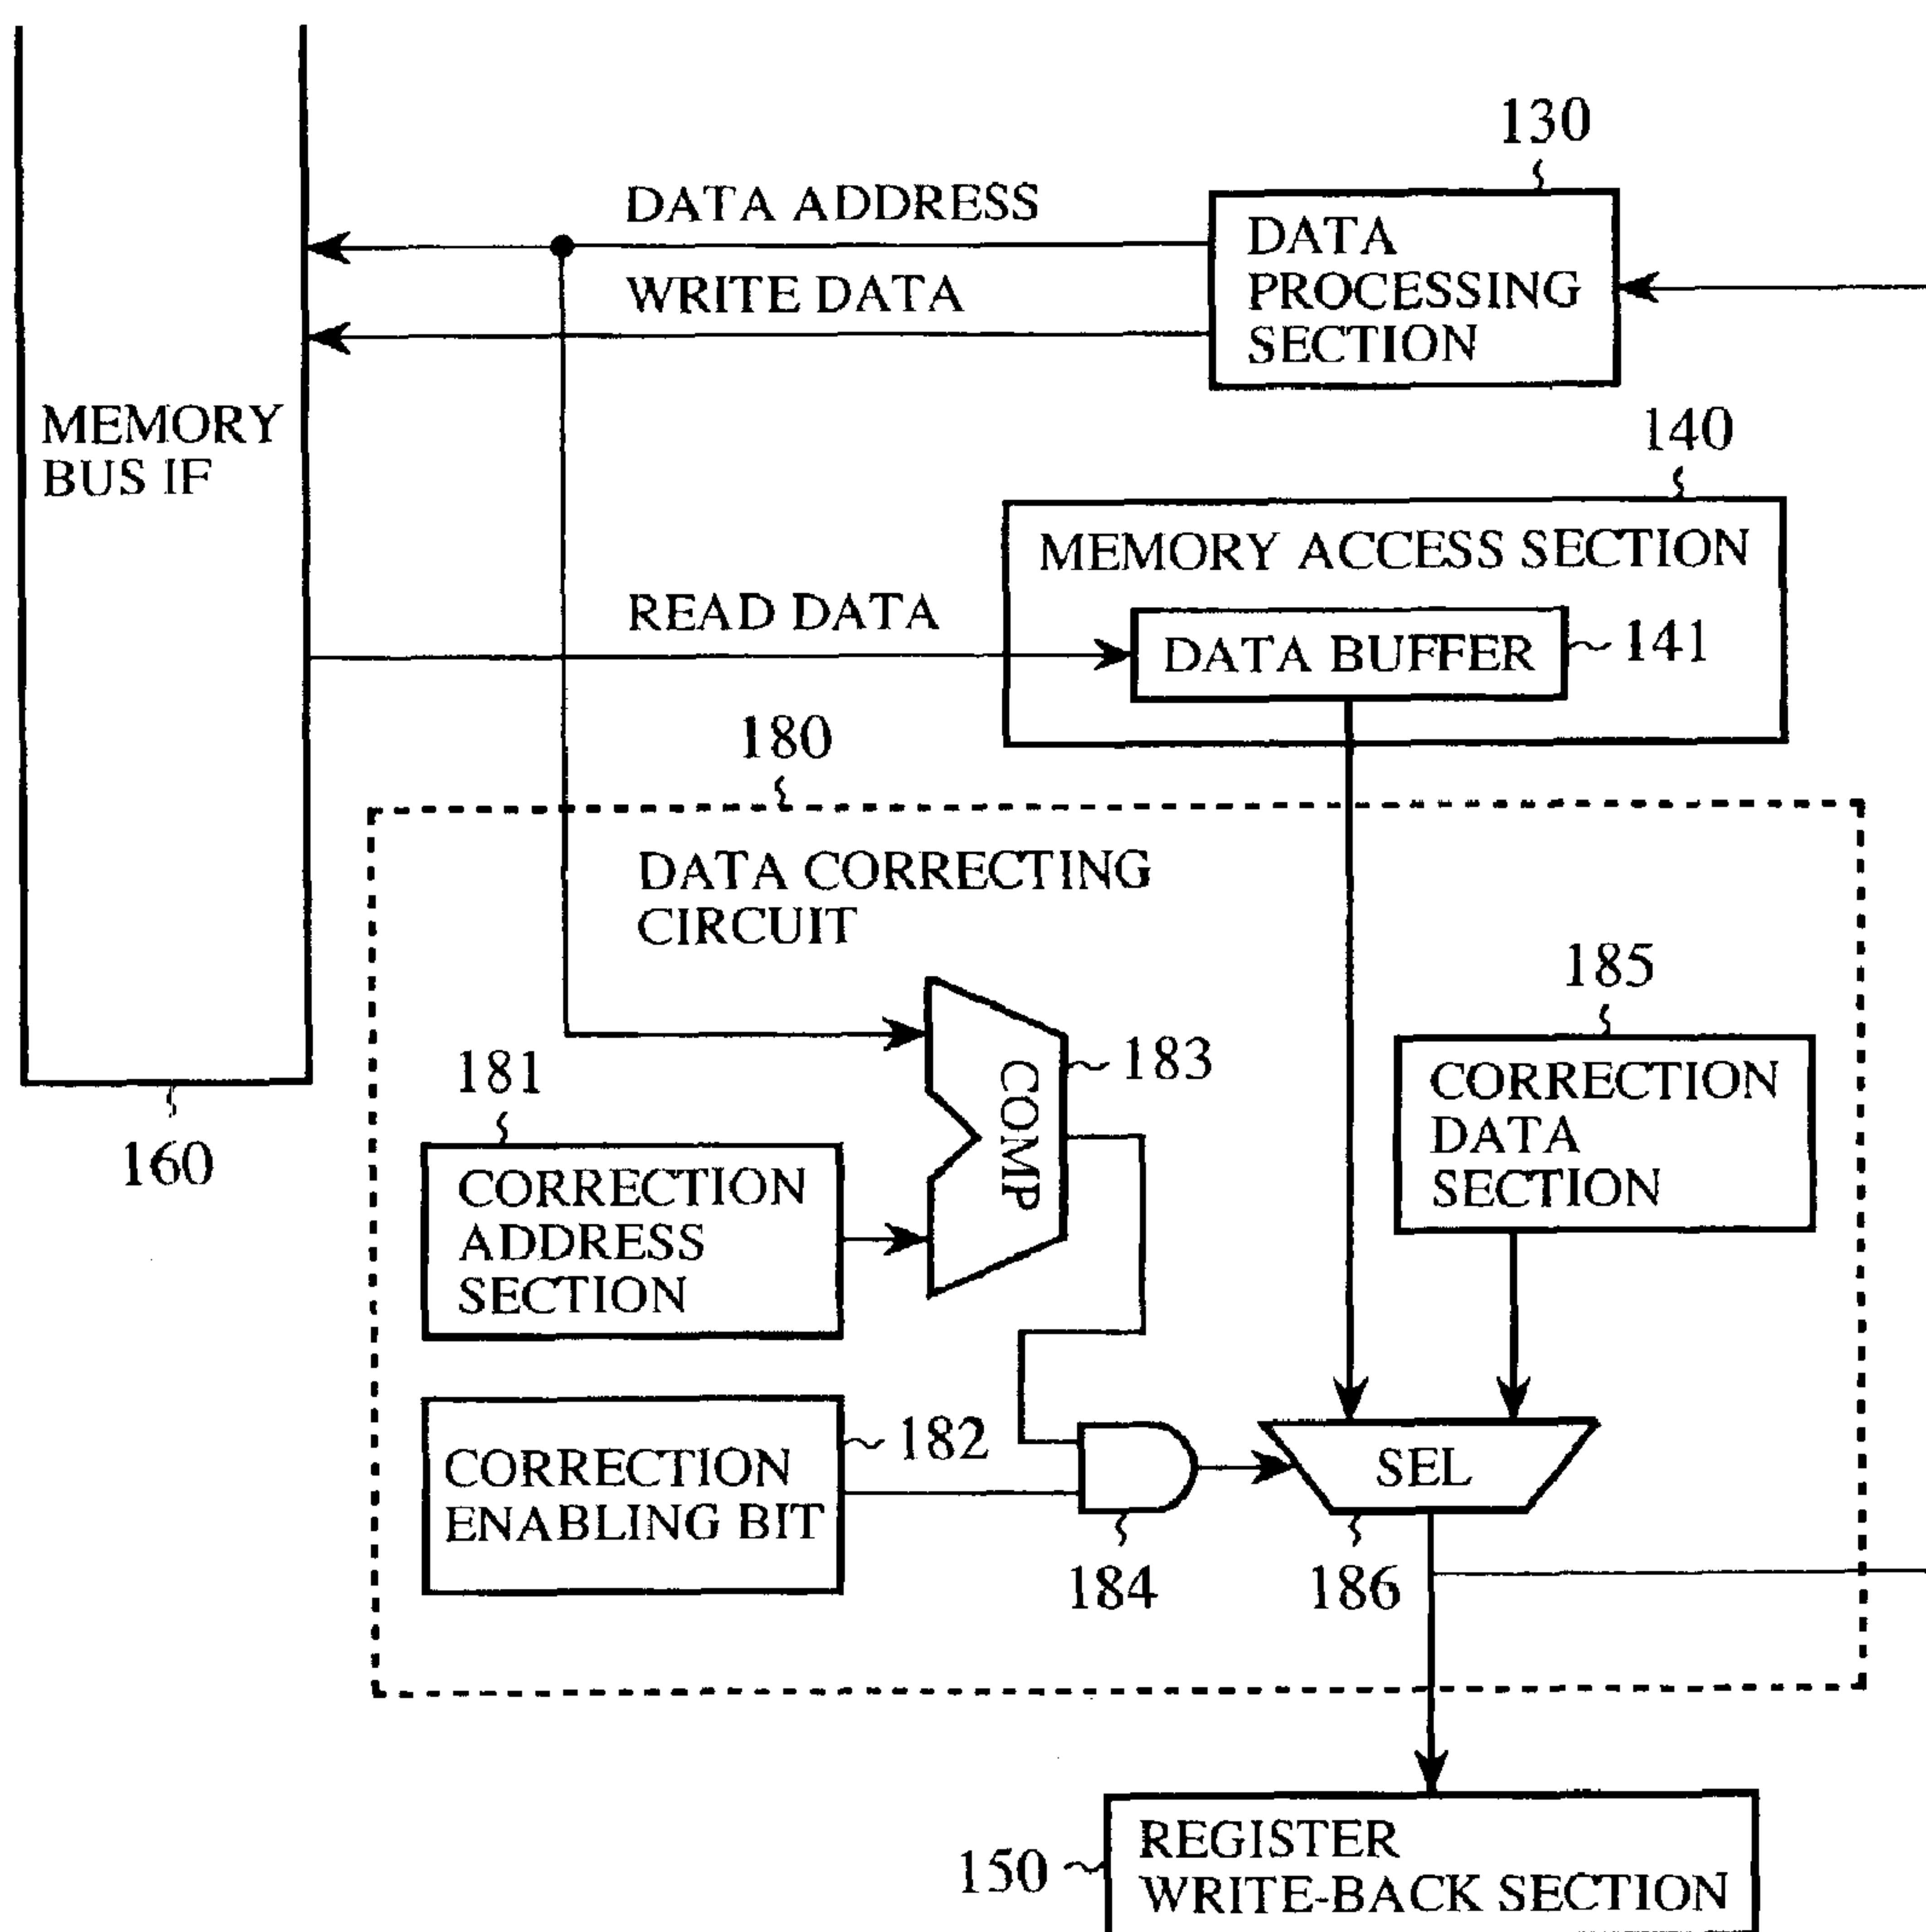 130
DATA ADDRESS
DATA
PROCESSING
SECTION
WRITE DATA
MEMORY
BUS IF
140
MEMORY ACCESS SECTION
READ DATA
DATA BUFFER
141
180
DATA CORRECTING
CIRCUIT
185
183
COMP
181
CORRECTION
DATA
SECTION
160
CORRECTION
ADDRESS
SECTION
182
CORRECTION
ENABLING BIT
SEL
184
186
150
REGISTER
WRITE-BACK SECTION